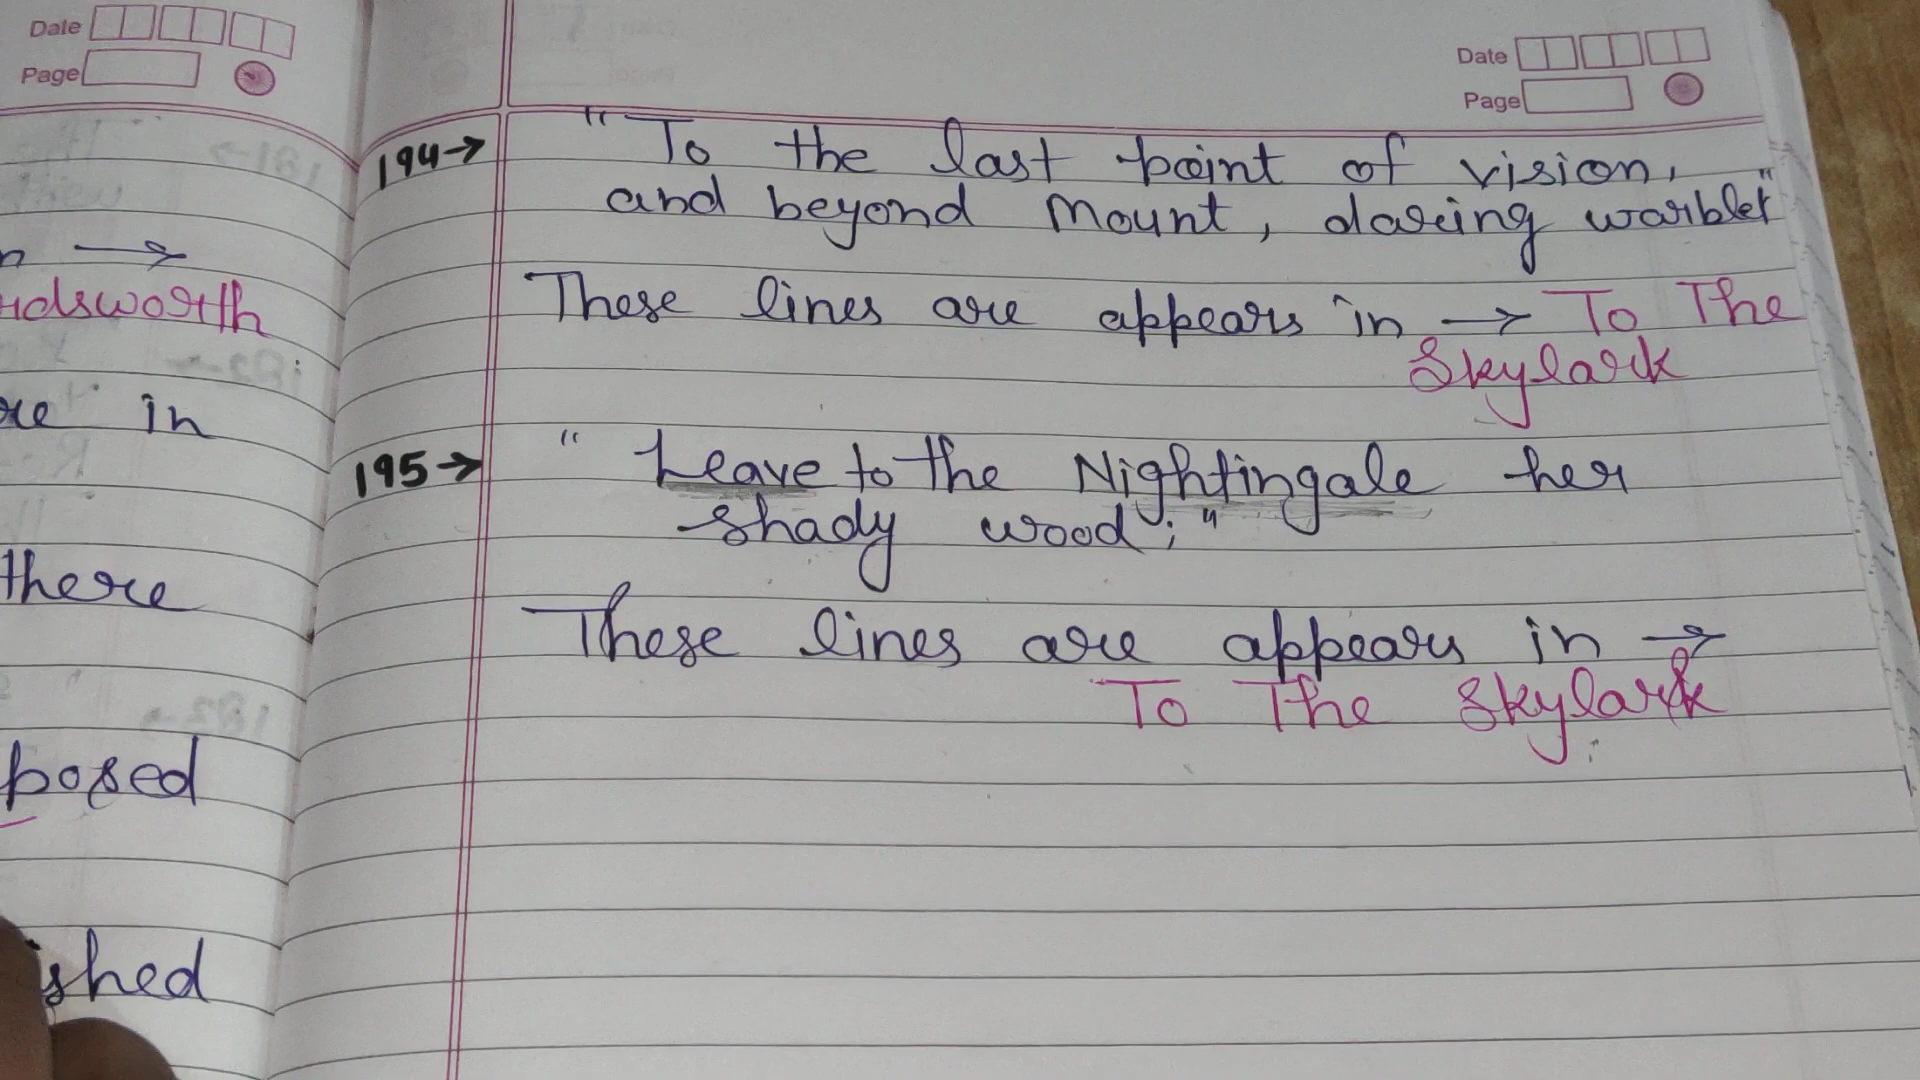 Date
Page
ndsworth
in
there
posed
shed
Date
Page
194→ "To the last point of vision,
and beyond Mount, daring warbler"
These lines are appears in → To The
Skylark
195→ "Leave to the Nightingale her
shady wood;"
These lines are appears in →
To The Skylark